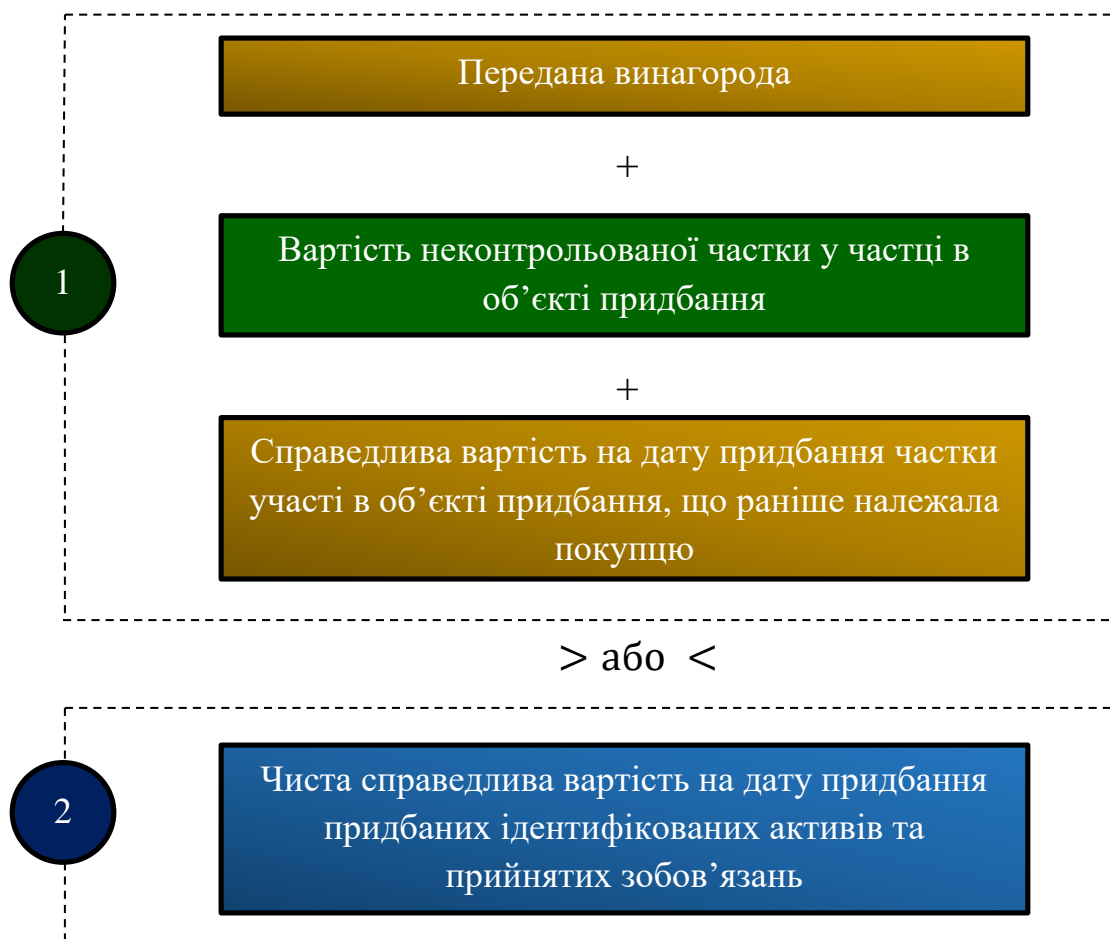 Передана винагорода
+
1
Вартість неконтрольованої частки у частці в
об’єкті придбання
+
Справедлива вартість на дату придбання частки
участі в об’єкті придбання, що раніше належала
покупцю
> або <
2
Чиста справедлива вартість на дату придбання
придбаних ідентифікованих активів та
прийнятих зобов’язань